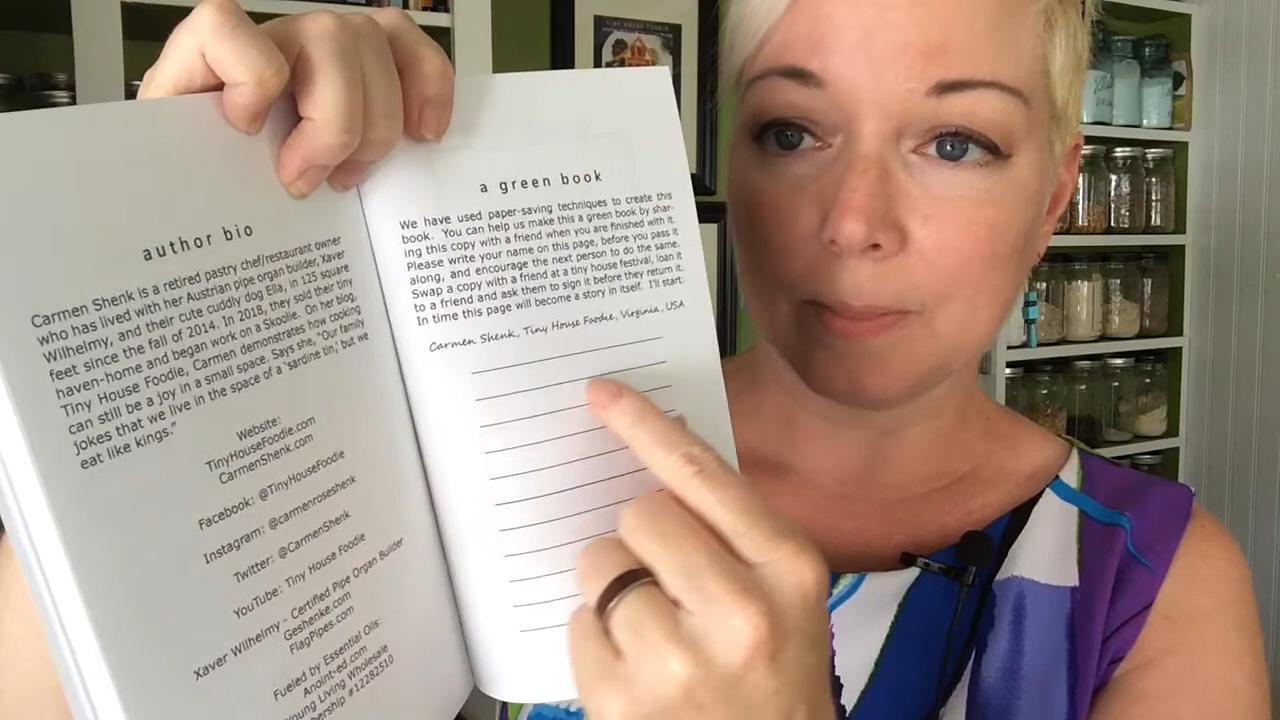 TINY HOUSE FOODIE
author bio
Carmen Shenk is a retired pastry chef/restaurant owner
who has lived with her Austrian pipe organ builder, Xaver
Wilhelmy, and their cute cuddly dog Ella, in 125 square
feet since the fall of 2014. In 2018, they sold their tiny
haven-home and began work on a Skoolie. On her blog,
Tiny House Foodie, Carmen demonstrates how cooking
can still be a joy in a small space. Says she, "Our family
jokes that we live in the space of a 'sardine tin,' but we
eat like kings."
Website:
TinyHouseFoodie.com
CarmenShenk.com
Facebook: @TinyHouseFoodie
Instagram: @carmenroseshenk
Twitter: @CarmenShenk
YouTube: Tiny House Foodie
Xaver Wilhelmy – Certified Pipe Organ Builder
Geshenke.com
FlagPipes.com
Fueled by Essential Oils:
Anoint-ed.com
Young Living Wholesale
bership #12282510
a green book
We have used paper-saving techniques to create this
book. You can help us make this a green book by shar-
ing this copy with a friend when you are finished with it.
Please write your name on this page, before you pass it
along, and encourage the next person to do the same.
Swap a copy with a friend at a tiny house festival, loan it
to a friend and ask them to sign it before they return it.
In time this page will become a story in itself. I'll start:
Carmen Shenk, Tiny House Foodie, Virginia, USA